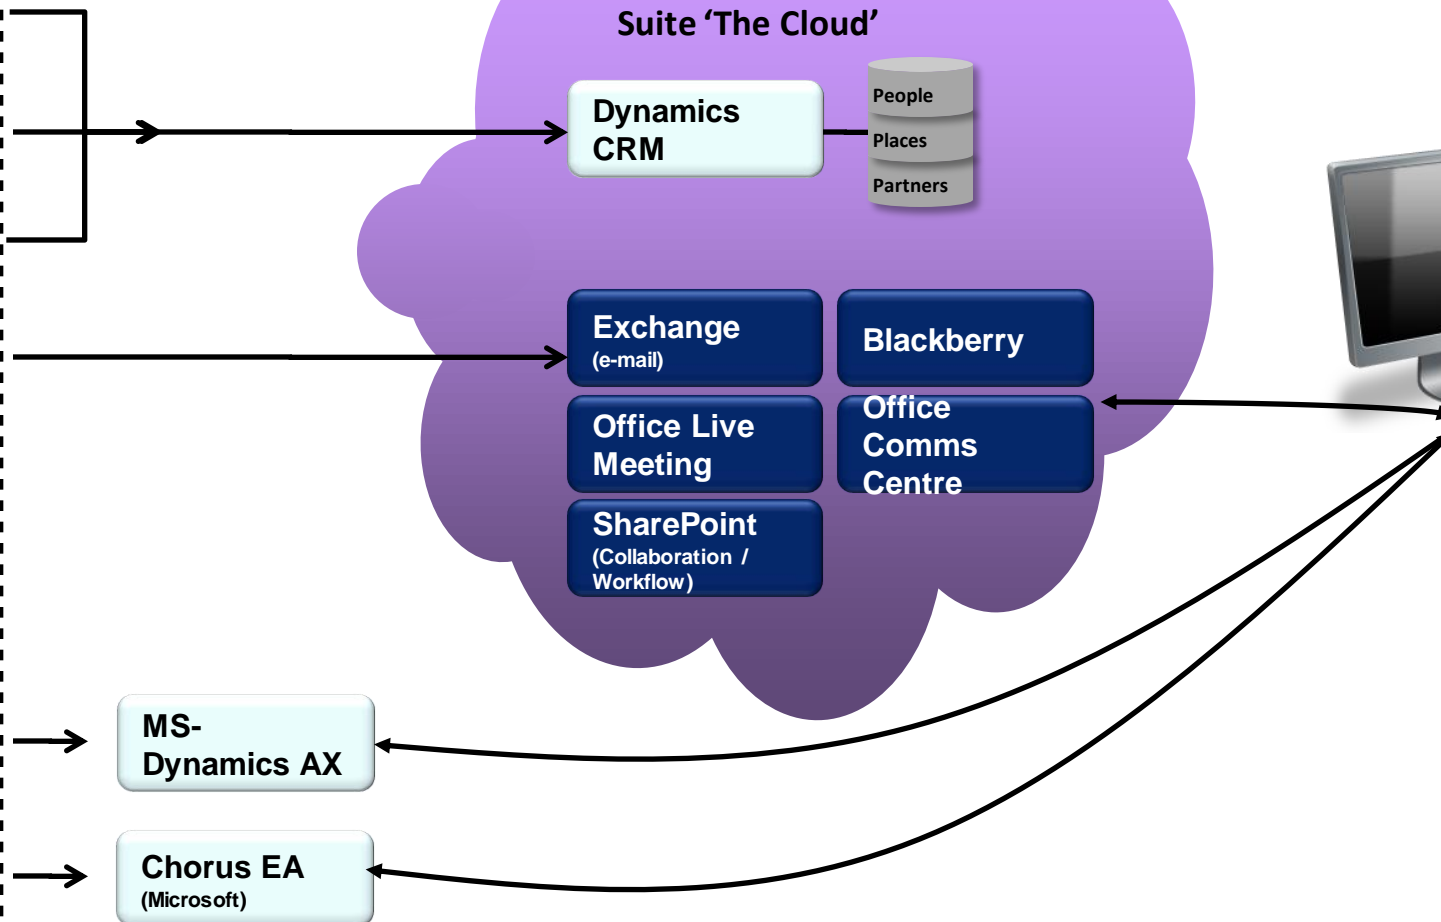 Suite ‘The Cloud’
Dynamics
CRM
People
Places
Partners
Exchange
(e-mail)
Blackberry
Office Live
Meeting
Office
Comms
Centre
SharePoint
(Collaboration /
Workflow)
MS-
Dynamics AX
Chorus EA
(Microsoft)